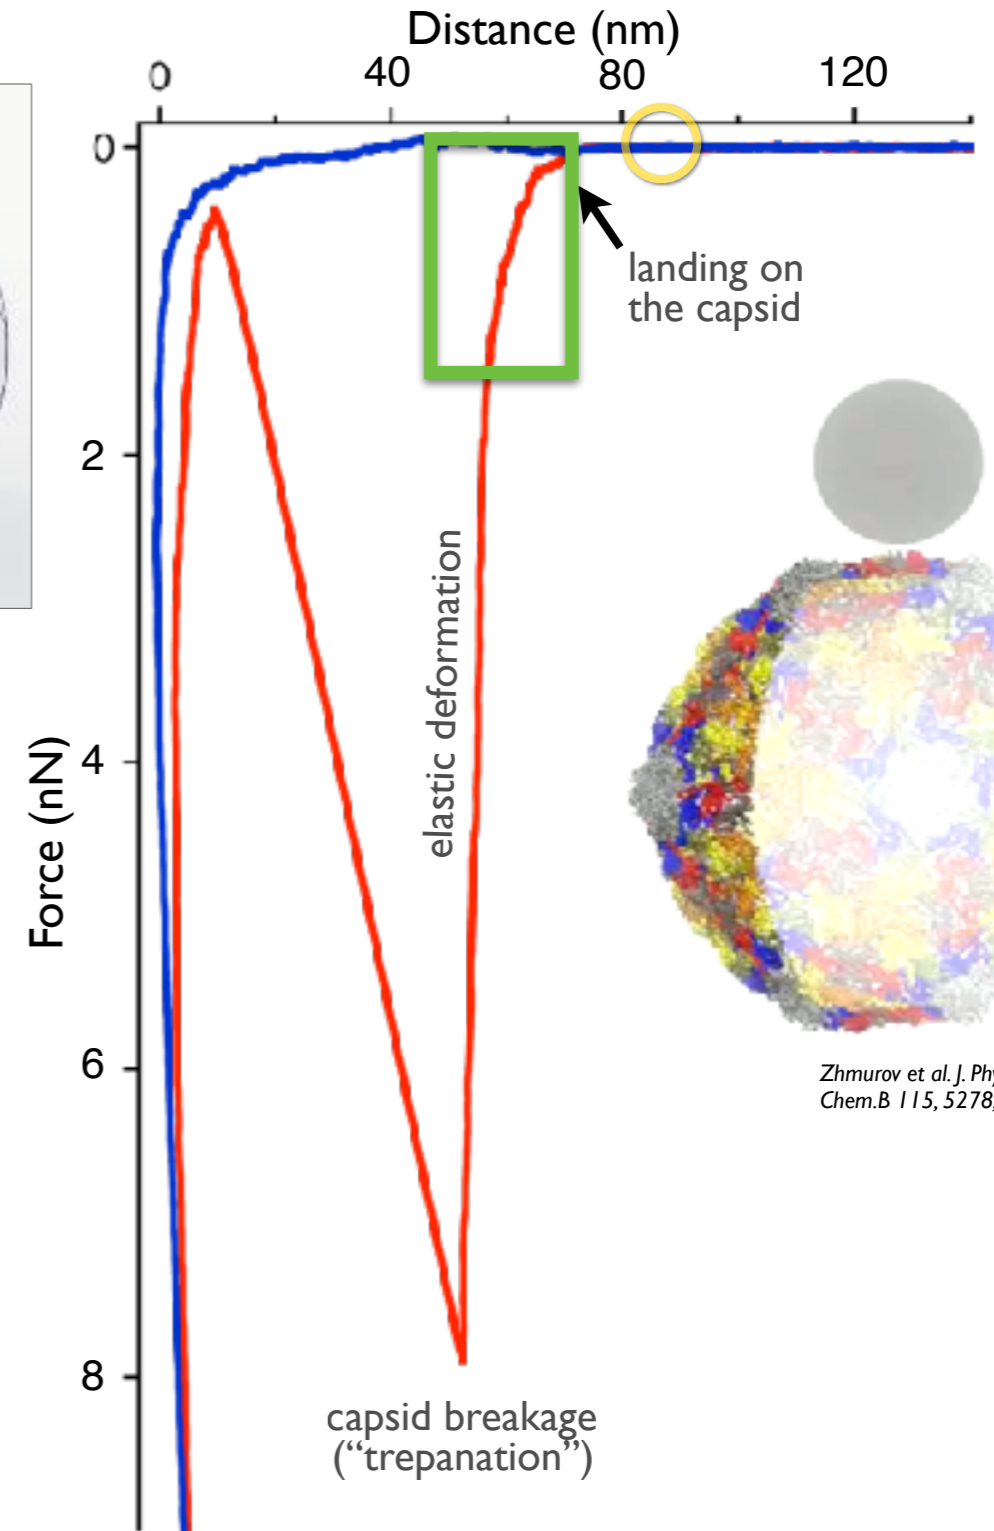 Distance (nm)
0 40 80 120
0
landing on
the capsid
2
elastic deformation
4
Force (nN)
6
Zhmurov et al. J. Phy
Chem.B 115, 5278,
8
capsid breakage
(“trepanation”)